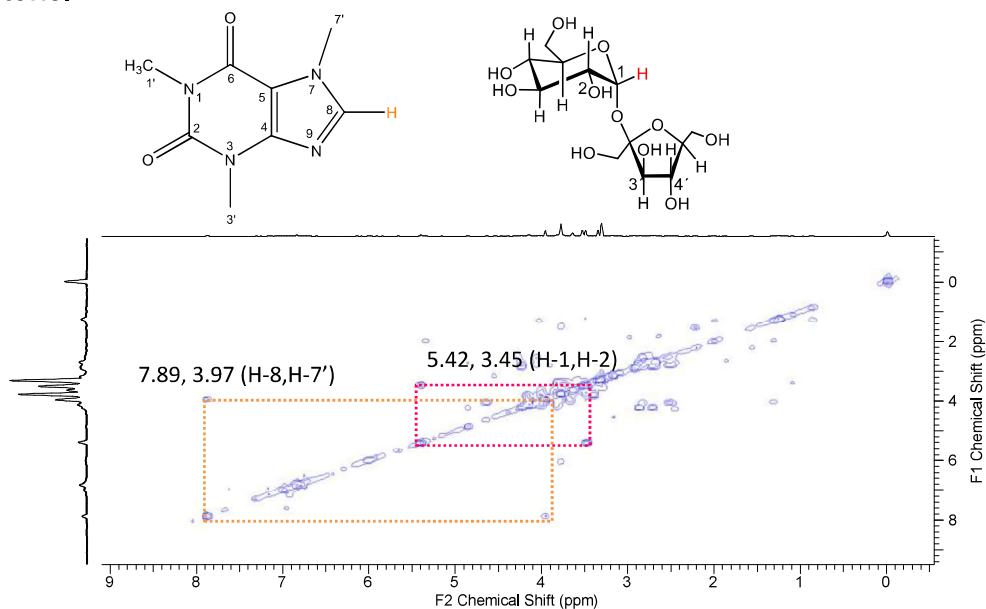 O
7'
H₃C
1'
6
N
1
5
7
N
8
H
2
4
9
N
3
N
O
3'
OH
HO
H
H
O
1
H
HO
2
OH
HO
H
H
O
HO
O
OH
OH
H
H
3´
4´
H
OH
7.89, 3.97 (H-8,H-7’)
5.42, 3.45 (H-1,H-2)
0
2
4
6
8
F1 Chemical Shift (ppm)
9 8 7 6 5 4 3 2 1 0
F2 Chemical Shift (ppm)